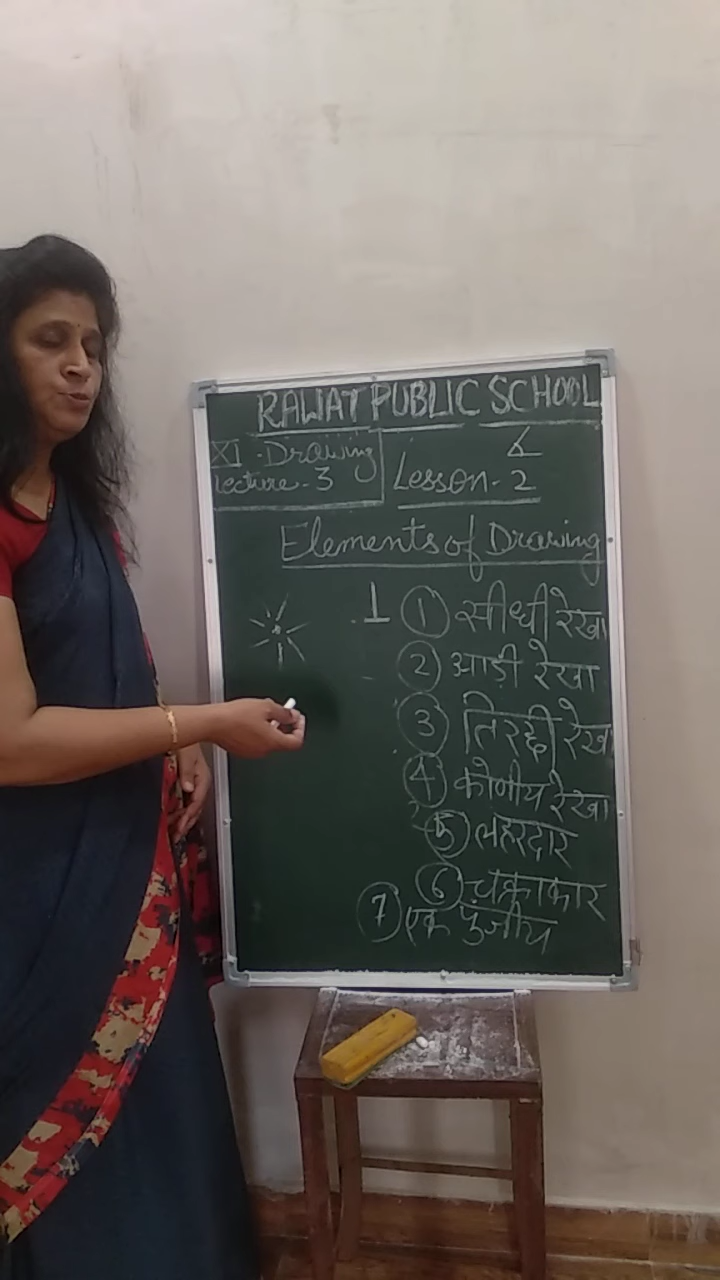 RAWAT PUBLIC SCHOOL
XI - Drawing
Lecture - 3
Lesson - 2
Elements of Drawing
① सीधी रेखा
② आड़ी रेखा
③ तिरछी रेखा
④ कोणीय रेखा
⑤ लहरदार
⑥ चक्राकार
⑦ एक पुंजीय